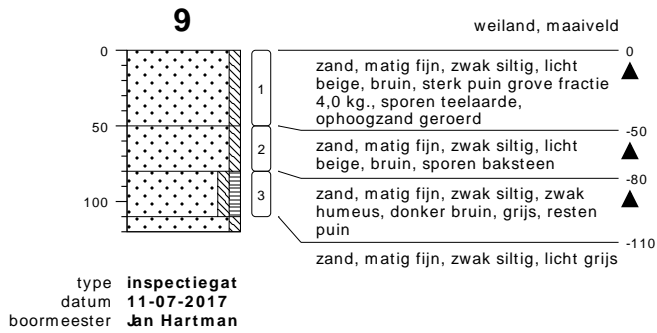 9
weiland, maaiveld
0
0
zand, matig fijn, zwak siltig, licht
beige, bruin, sterk puin grove fractie
4,0 kg., sporen teelaarde,
ophoogzand geroerd
1
50
-50
zand, matig fijn, zwak siltig, licht
beige, bruin, sporen baksteen
2
-80
zand, matig fijn, zwak siltig, zwak
humeus, donker bruin, grijs, resten
puin
3
100
-110
zand, matig fijn, zwak siltig, licht grijs
type inspectiegat
datum 11-07-2017
boormeester Jan Hartman